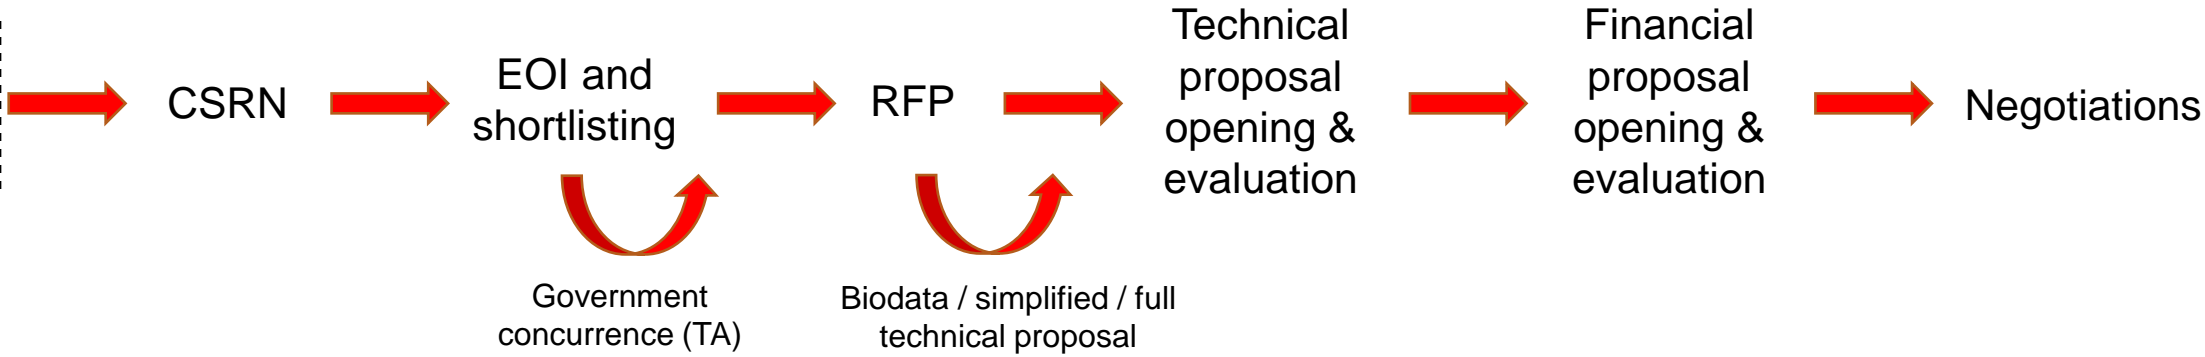 CSRN
EOI and
shortlisting
RFP
Technical
proposal
opening &
evaluation
Financial
proposal
opening &
evaluation
Negotiations
Government
concurrence (TA)
Biodata / simplified / full
technical proposal